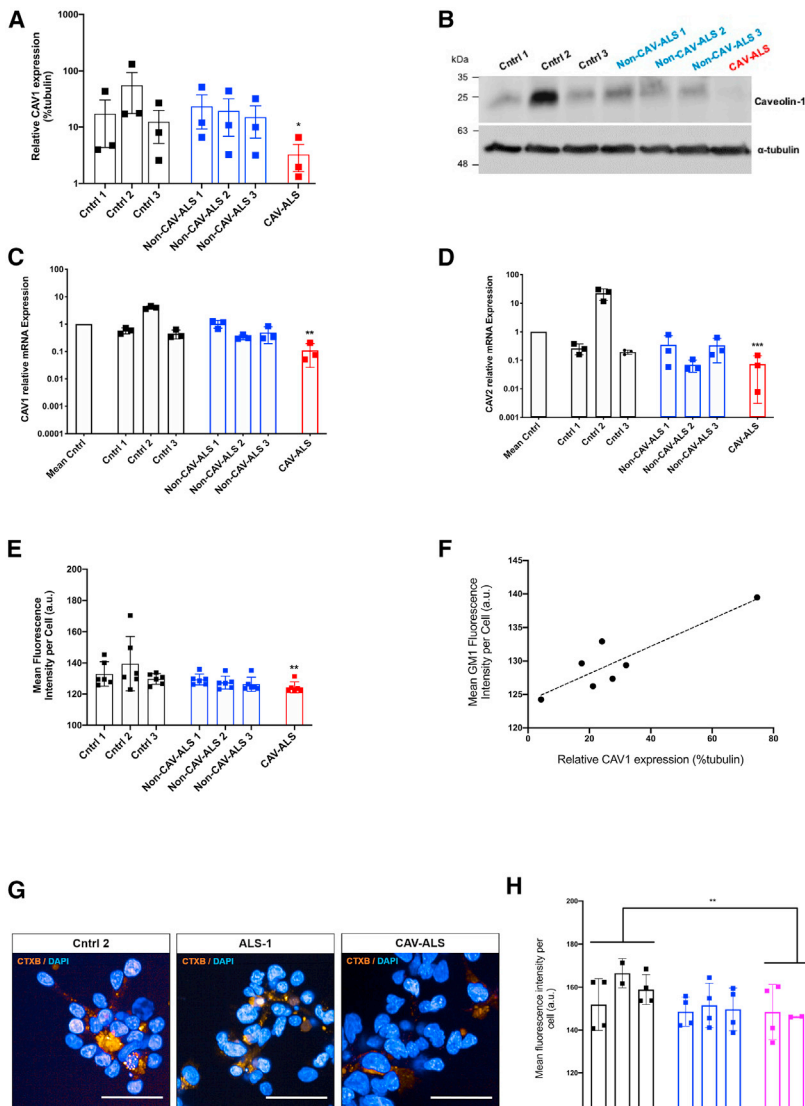 A
Relative CAV1 expression
(%tubulin)
1000
100
10
1
*
Cntrl 1
Cntrl 2
Cntrl 3
Non-CAV-ALS 1
Non-CAV-ALS 2
Non-CAV-ALS 3
CAV-ALS
B
kDa
Cntrl 1
Cntrl 2
Cntrl 3
Non-CAV-ALS 1
Non-CAV-ALS 2
Non-CAV-ALS 3
CAV-ALS
35
25
15
Caveolin-1
63
48
α-tubulin
C
CAV1 relative mRNA Expression
100
10
1
0.1
0.01
0.001
0.0001
**
Mean Cntrl
Cntrl 1
Cntrl 2
Cntrl 3
Non-CAV-ALS 1
Non-CAV-ALS 2
Non-CAV-ALS 3
CAV-ALS
D
CAV2 relative mRNA Expression
100
10
1
0.1
0.01
0.001
***
Mean Cntrl
Cntrl 1
Cntrl 2
Cntrl 3
Non-CAV-ALS 1
Non-CAV-ALS 2
Non-CAV-ALS 3
CAV-ALS
E
Mean Fluorescence
Intensity per Cell (a.u.)
200
180
160
140
120
100
**
Cntrl 1
Cntrl 2
Cntrl 3
Non-CAV-ALS 1
Non-CAV-ALS 2
Non-CAV-ALS 3
CAV-ALS
F
Mean GM1 Fluorescence
Intensity per Cell (a.u.)
145
140
135
130
125
120
0
20
40
60
80
Relative CAV1 expression (%tubulin)
G
Cntrl 2
ALS-1
CAV-ALS
CTXB / DAPI
CTXB / DAPI
CTXB / DAPI
H
Mean fluorescence intensity per
cell (a.u.)
200
180
160
140
120
**